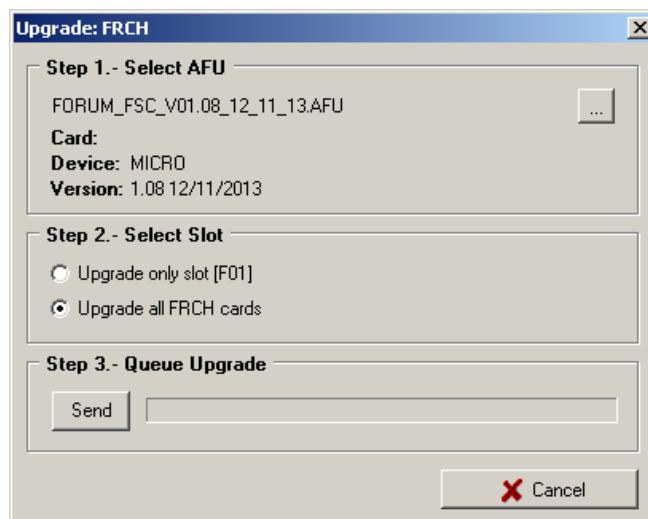 Upgrade: FRCH
Step 1.- Select AFU
FORUM_FSC_V01.08_12_11_13.AFU
...
Card:
Device: MICRO
Version: 1.08 12/11/2013
Step 2.- Select Slot
Upgrade only slot [F01]
Upgrade all FRCH cards
Step 3.- Queue Upgrade
Send
Cancel